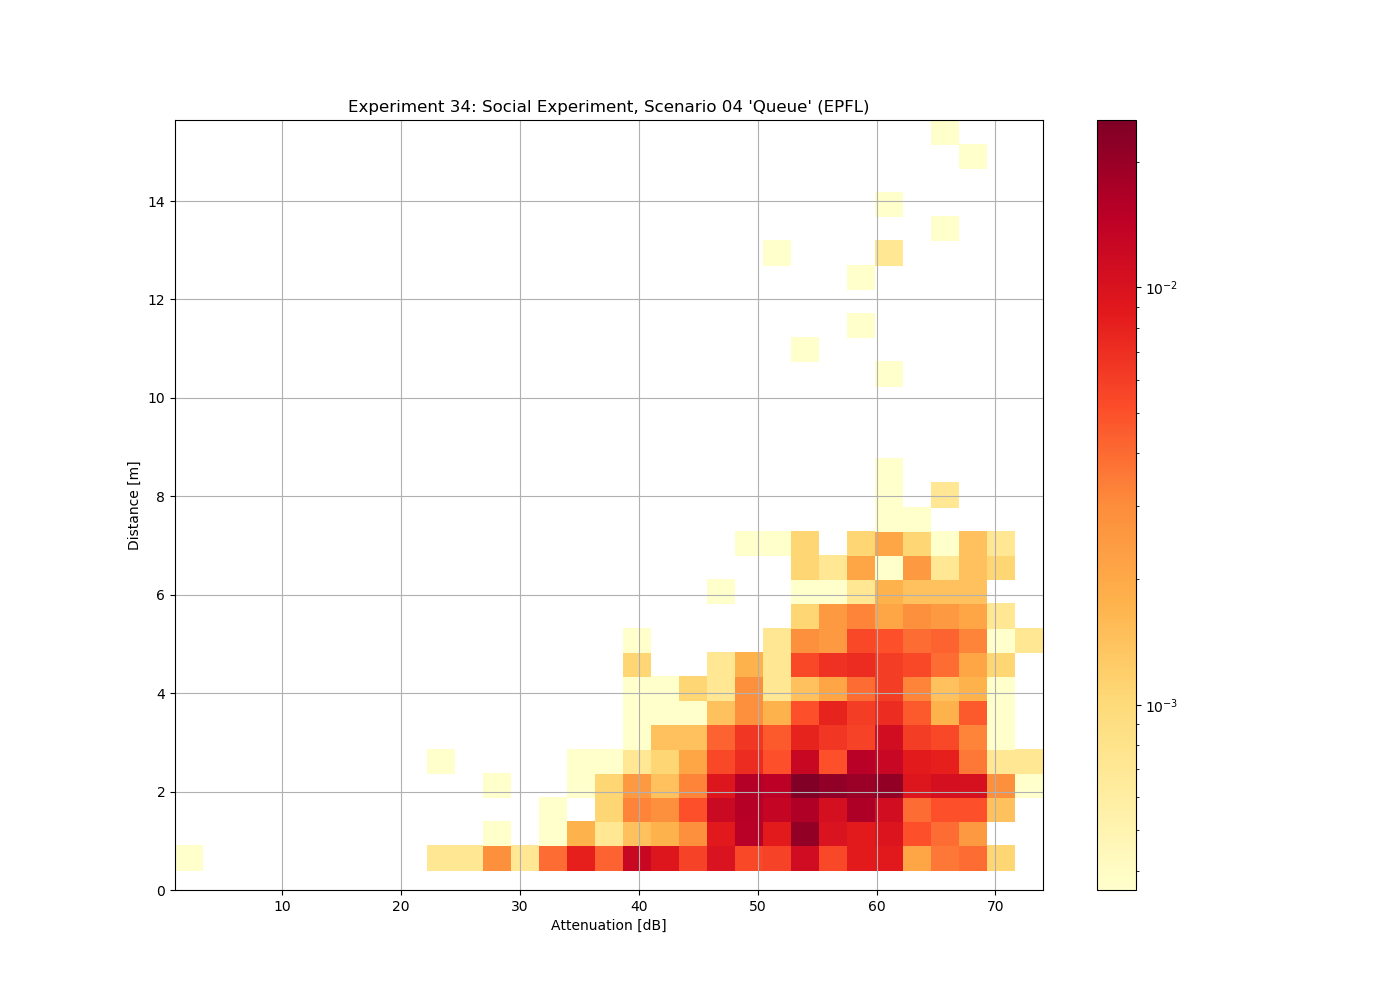 Experiment 34: Social Experiment, Scenario 04 'Queue' (EPFL)
Distance [m]
14
12
10
8
6
4
2
0
10 20 30 40 50 60 70
Attenuation [dB]
10⁻²
10⁻³